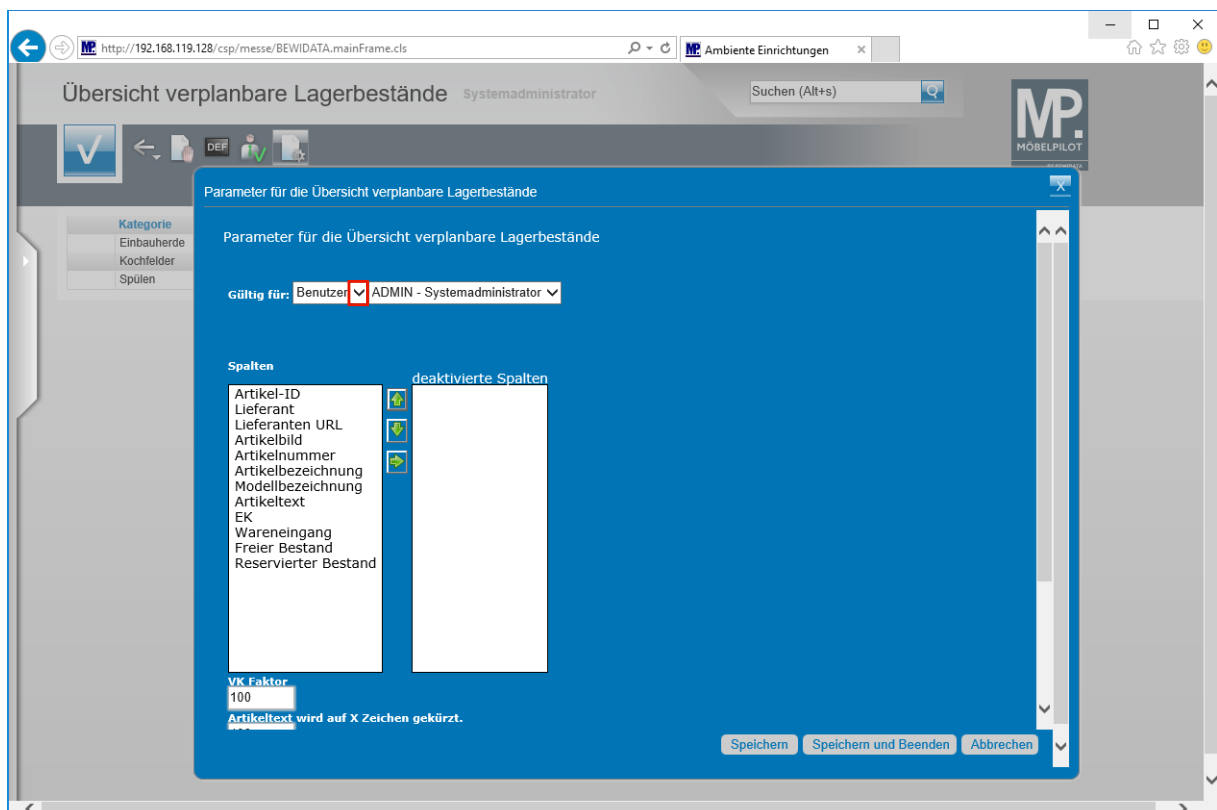 http://192.168.119.128/csp/messe/BEWIDATA.mainFrame.cls
MP. Ambiente Einrichtungen
Übersicht verplanbare Lagerbestände Systemadministrator
Suchen (Alt+s)
MP.
MÖBELPILOT
DEF
Parameter für die Übersicht verplanbare Lagerbestände
X
Kategorie
Einbauherde
Kochfelder
Spülen
Parameter für die Übersicht verplanbare Lagerbestände
Gültig für: Benutzer ADMIN - Systemadministrator
Spalten
deaktivierte Spalten
Artikel-ID
Lieferant
Lieferanten URL
Artikelbild
Artikelnummer
Artikelbezeichnung
Modellbezeichnung
Artikeltext
EK
Wareneingang
Freier Bestand
Reservierter Bestand
VK Faktor
100
Artikeltext wird auf X Zeichen gekürzt.
Speichern Speichern und Beenden Abbrechen